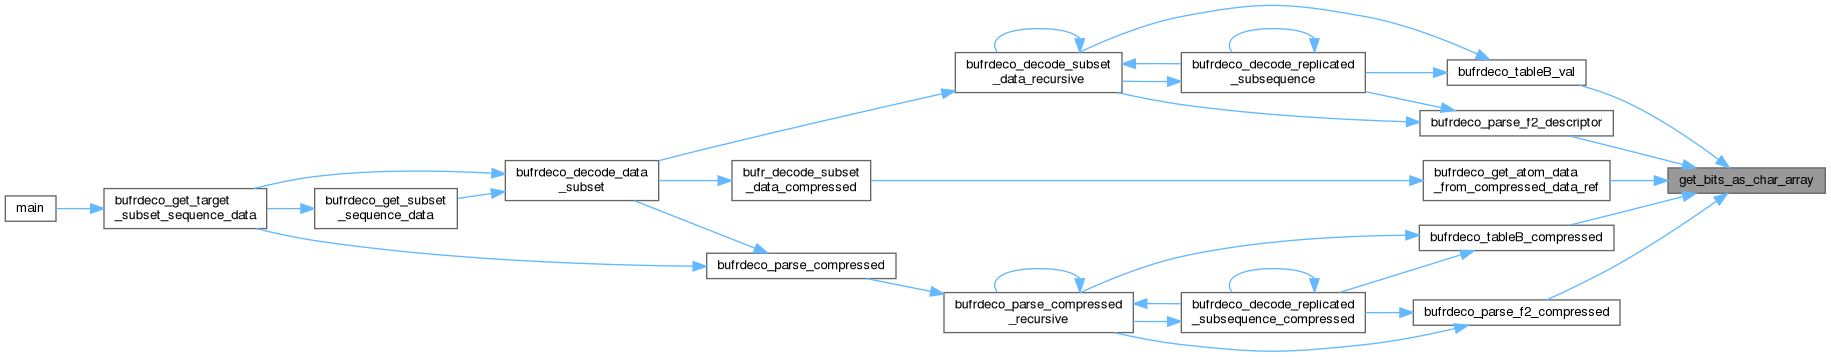 main
bufrdeco_get_target
_subset_sequence_data
bufrdeco_get_subset
_sequence_data
bufrdeco_decode_data
_subset
bufr_decode_subset
_data_compressed
bufrdeco_parse_compressed
bufrdeco_decode_subset
_data_recursive
bufrdeco_parse_compressed
_recursive
bufrdeco_decode_replicated
_subsequence
bufrdeco_decode_replicated
_subsequence_compressed
bufrdeco_tableB_val
bufrdeco_parse_f2_descriptor
bufrdeco_get_atom_data
_from_compressed_data_ref
bufrdeco_tableB_compressed
bufrdeco_parse_f2_compressed
get_bits_as_char_array